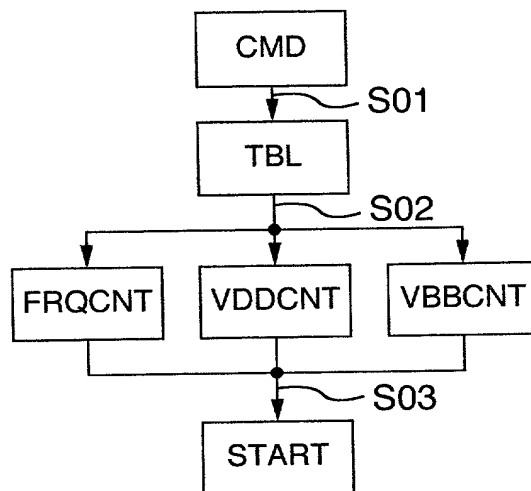 CMD
S01
TBL
S02
FRQCNT
VDDCNT
VBBCNT
S03
START